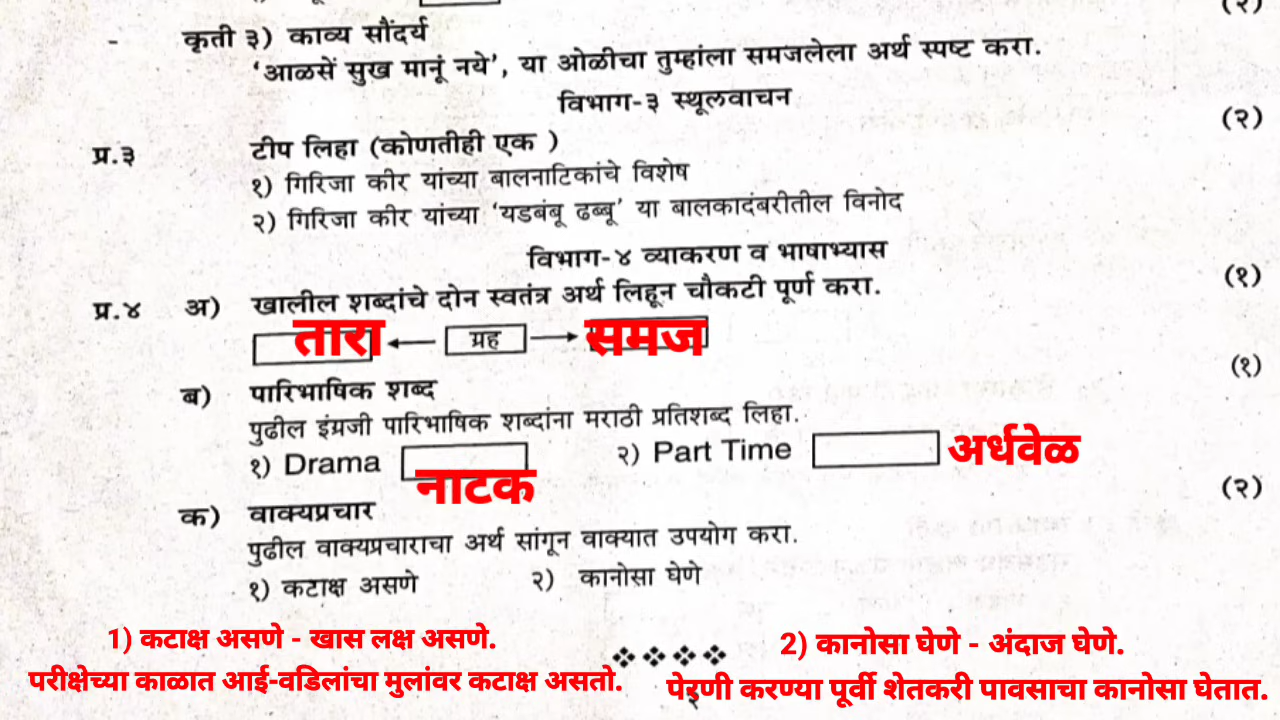 (२)
- कृती ३) काव्य सौंदर्य
'आळसें सुख मानूं नये', या ओळीचा तुम्हांला समजलेला अर्थ स्पष्ट करा.
विभाग-३ स्थूलवाचन
(२)
प्र.३ टीप लिहा (कोणतीही एक )
१) गिरिजा कीर यांच्या बालनाटिकांचे विशेष
२) गिरिजा कीर यांच्या 'यडबंबू ढब्बू' या बालकादंबरीतील विनोद
विभाग-४ व्याकरण व भाषाभ्यास
(१)
प्र.४ अ) खालील शब्दांचे दोन स्वतंत्र अर्थ लिहून चौकटी पूर्ण करा.
तारा ग्रह समज
(१)
ब) पारिभाषिक शब्द
पुढील इंग्रजी पारिभाषिक शब्दांना मराठी प्रतिशब्द लिहा.
१) Drama नाटक २) Part Time अर्धवेळ
(२)
क) वाक्यप्रचार
पुढील वाक्यप्रचाराचा अर्थ सांगून वाक्यात उपयोग करा.
१) कटाक्ष असणे २) कानोसा घेणे
1) कटाक्ष असणे - खास लक्ष असणे.
परीक्षेच्या काळात आई-वडिलांचा मुलांवर कटाक्ष असतो.
2) कानोसा घेणे - अंदाज घेणे.
पेरणी करण्या पूर्वी शेतकरी पावसाचा कानोसा घेतात.